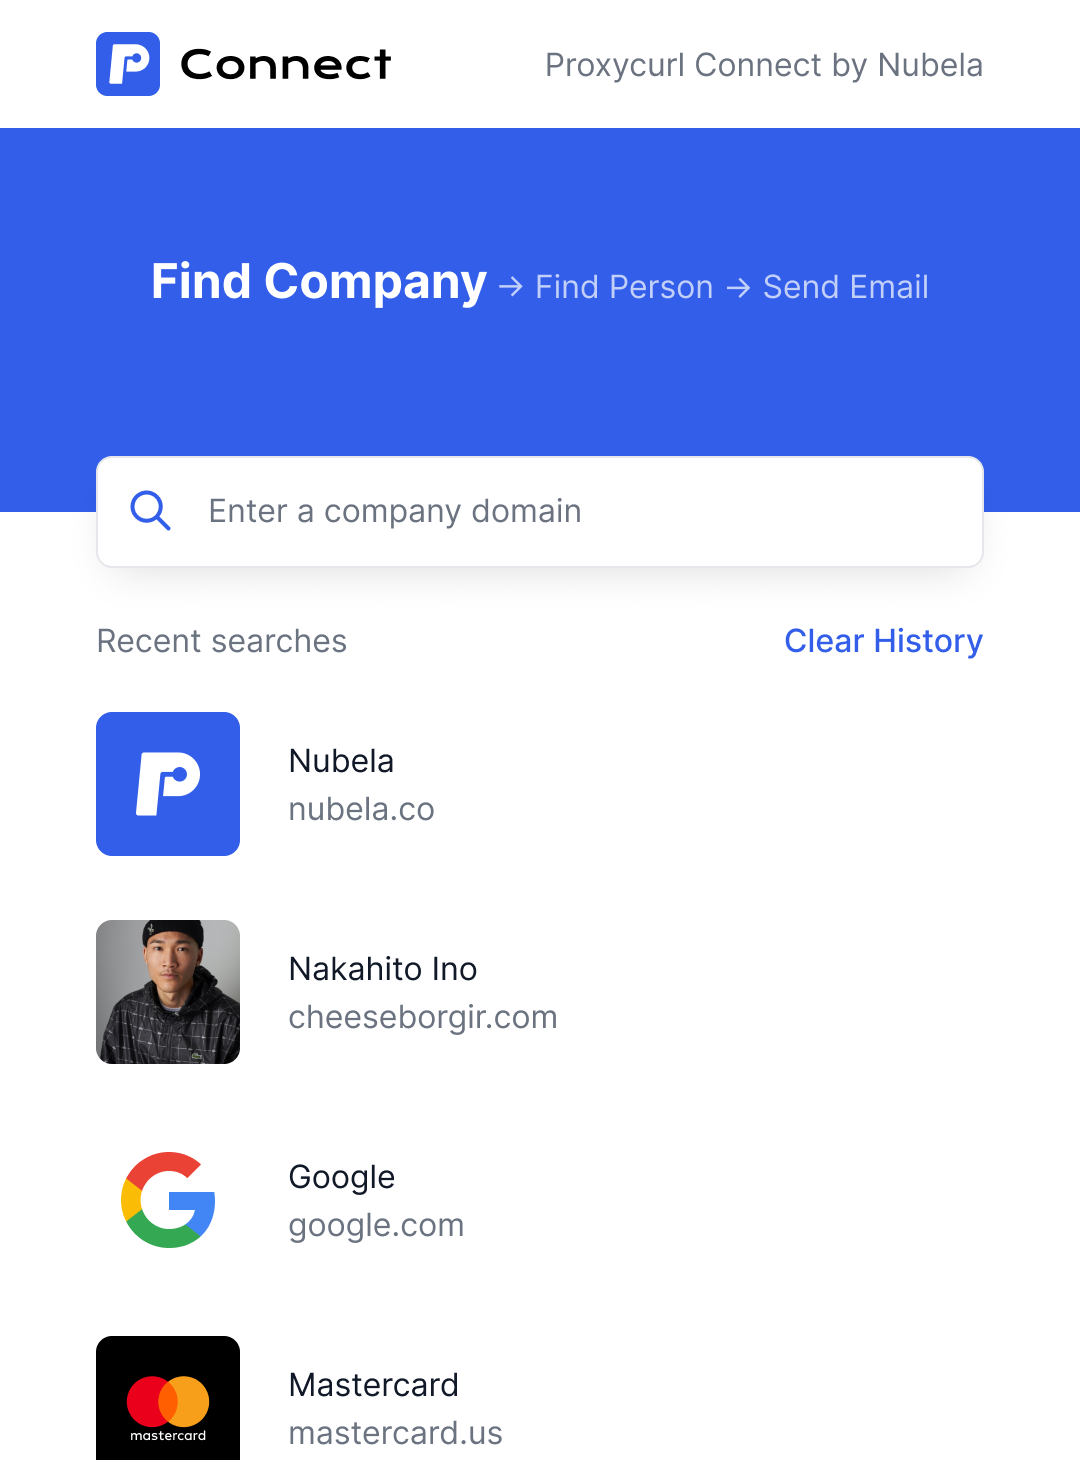 Connect
Proxycurl Connect by Nubela
Find Company → Find Person → Send Email
Enter a company domain
Recent searches
Clear History
Nubela
nubela.co
Nakahito Ino
cheeseborgir.com
Google
google.com
Mastercard
mastercard.us
mastercard